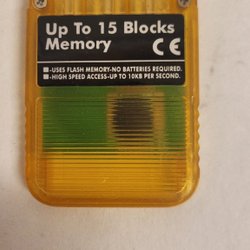 Up To 15 Blocks
Memory CE
-USES FLASH MEMORY-NO BATTERIES REQUIRED.
-HIGH SPEED ACCESS-UP TO 10KB PER SECOND.